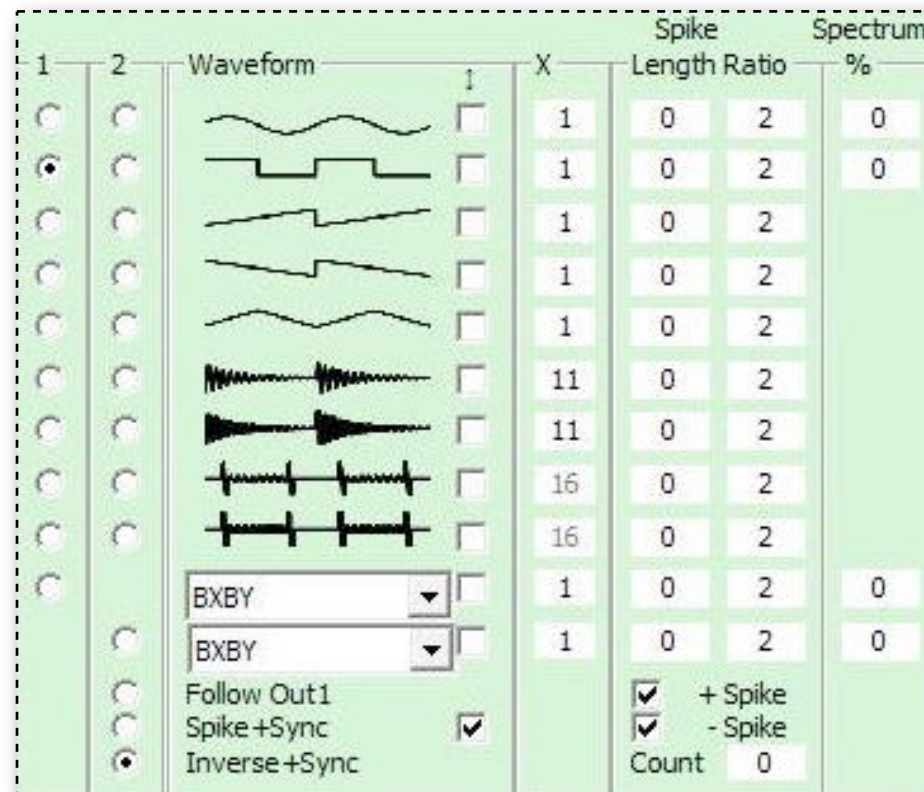 Spike Spectrum
1 2 Waveform ↕ X Length Ratio %
1 0 2 0
1 0 2 0
1 0 2
1 0 2
1 0 2
11 0 2
11 0 2
16 0 2
16 0 2
BXBY 1 0 2 0
BXBY 1 0 2 0
Follow Out1 + Spike
Spike+Sync - Spike
Inverse+Sync Count 0